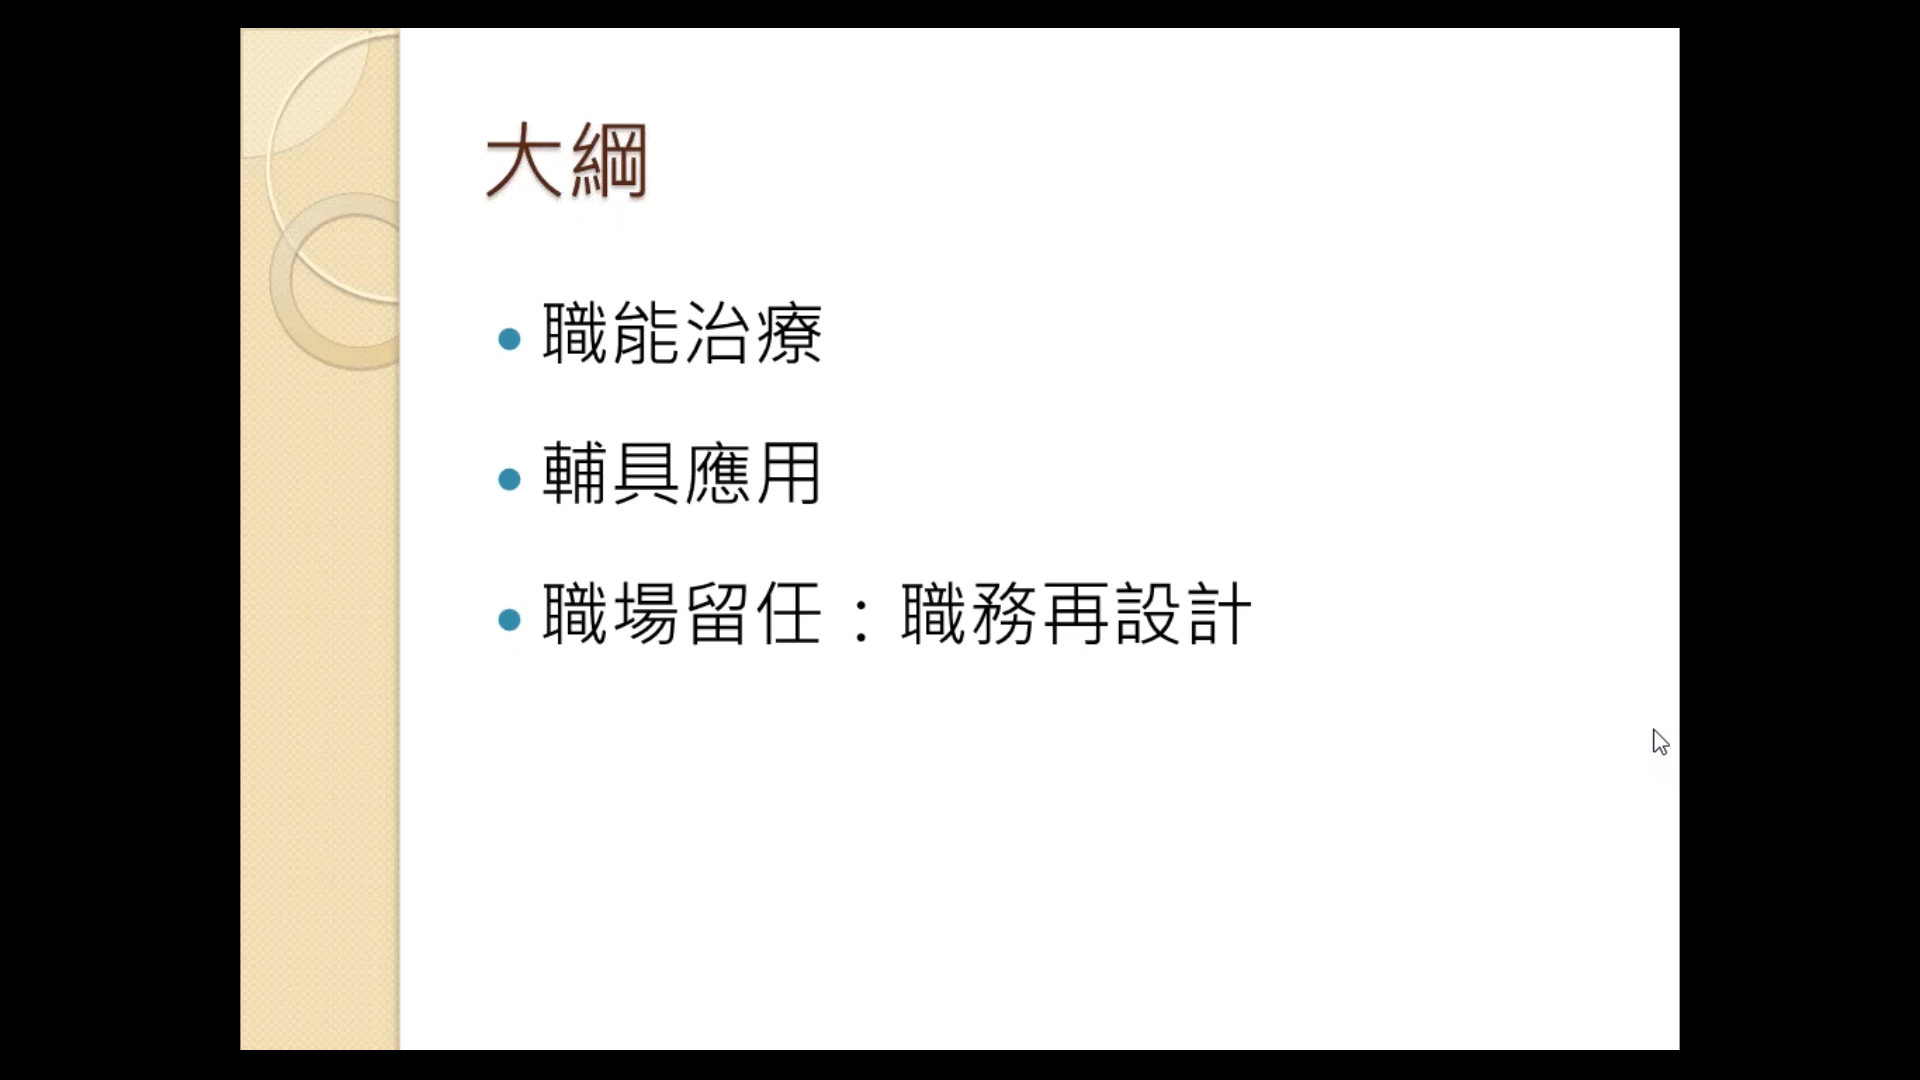 大綱
• 職能治療
• 輔具應用
• 職場留任：職務再設計